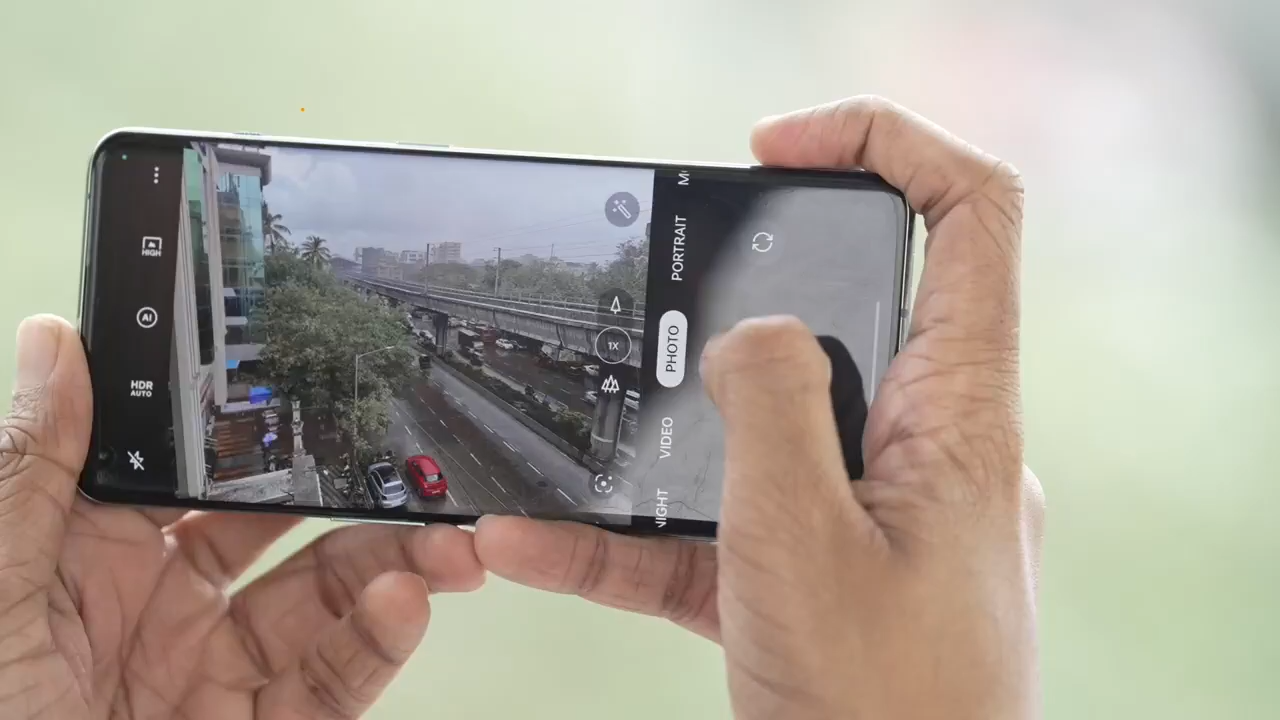 HIGH
AI
HDR
AUTO
1X
M
PORTRAIT
PHOTO
VIDEO
NIGHT